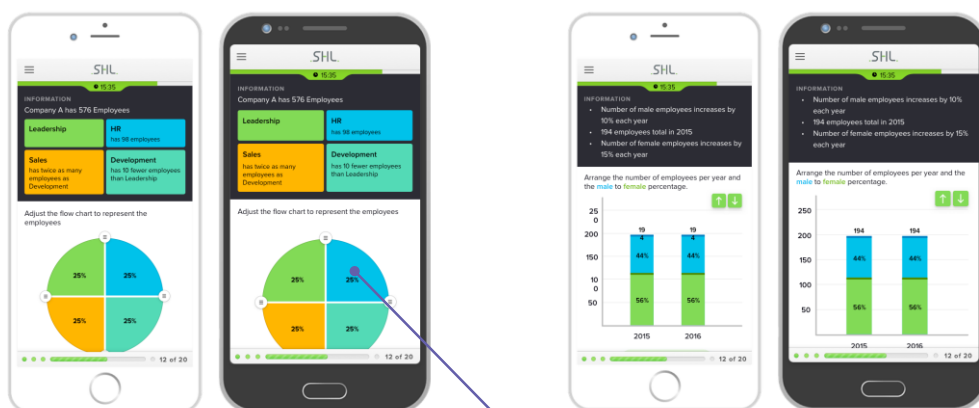 SHL
15:35
INFORMATION
Company A has 576 Employees
Leadership
HR
has 98 employees
Sales
has twice as many
employees as
Development
Development
has 10 fewer employees
than Leadership
Adjust the flow chart to represent the
employees
25%
25%
25%
25%
12 of 20
SHL
15:35
INFORMATION
Company A has 576 Employees
Leadership
HR
has 98 employees
Sales
has twice as many
employees as
Development
Development
has 10 fewer employees
than Leadership
Adjust the flow chart to represent the employees
25%
25%
25%
25%
12 of 20
SHL
15:35
INFORMATION
• Number of male employees increases by
10% each year
• 194 employees total in 2015
• Number of female employees increases by
15% each year
Arrange the number of employees per year and
the male to female percentage.
25
0
200
150
10
0
50
19
4
19
4
44%
44%
56%
56%
2015
2016
12 of 20
SHL
15:35
INFORMATION
• Number of male employees increases by 10%
each year
• 194 employees total in 2015
• Number of female employees increases by 15%
each year
Arrange the number of employees per year and the
male to female percentage.
250
200
150
100
50
194
194
44%
44%
56%
56%
2015
2016
12 of 20